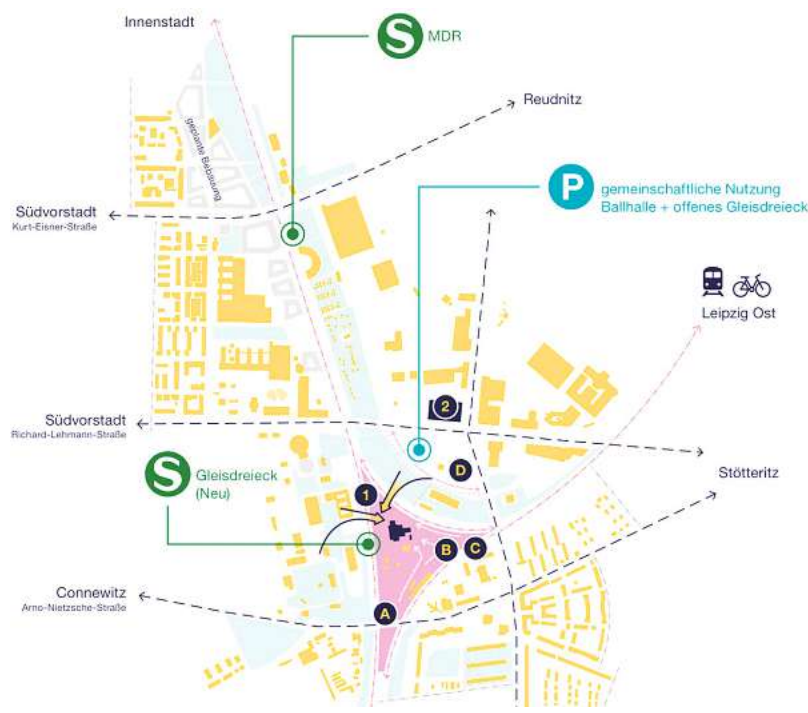 Innenstadt
S
MDR
Reudnitz
geplante Bebauung
P
gemeinschaftliche Nutzung
Ballhalle + offenes Gleisdreieck
Südvorstadt
Kurt-Eisner-Straße
Leipzig Ost
2
Südvorstadt
Richard-Lehmann-Straße
S
Gleisdreieck
(Neu)
D
Stötteritz
1
B
C
Connewitz
Arno-Nietzsche-Straße
A